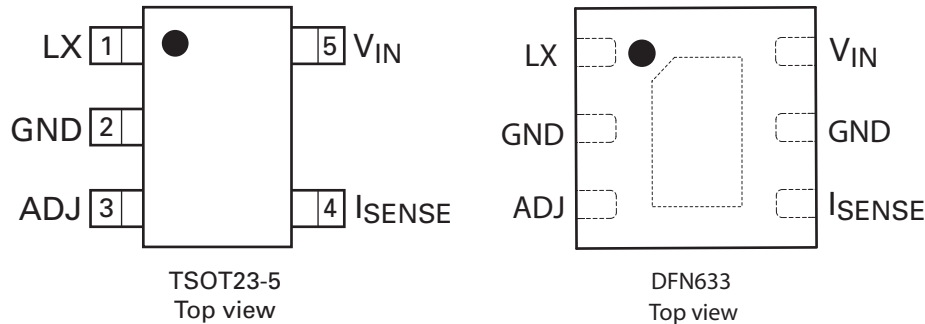 LX 1 5 VIN
GND 2
ADJ 3 4 ISENSE
TSOT23-5
Top view
LX VIN
GND GND
ADJ ISENSE
DFN633
Top view